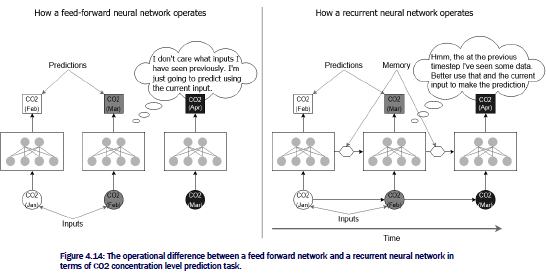 How a feed-forward neural network operates
Predictions
I don't care what inputs I
have seen previously. I'm
just going to predict using
the current input.
CO2
(Feb)
CO2
(Mar)
CO2
(Apr)
CO2
(Jan)
CO2
(Feb)
CO2
(Mar)
Inputs
How a recurrent neural network operates
Predictions
Memory
Hmm, the at the previous
timestep I've seen some data.
Better use that and the current
input to make the prediction
CO2
(Feb)
CO2
(Mar)
CO2
(Apr)
CO2
(Jan)
CO2
(Feb)
CO2
(Mar)
Inputs
Time
Figure 4.14: The operational difference between a feed forward network and a recurrent neural network in
terms of CO2 concentration level prediction task.